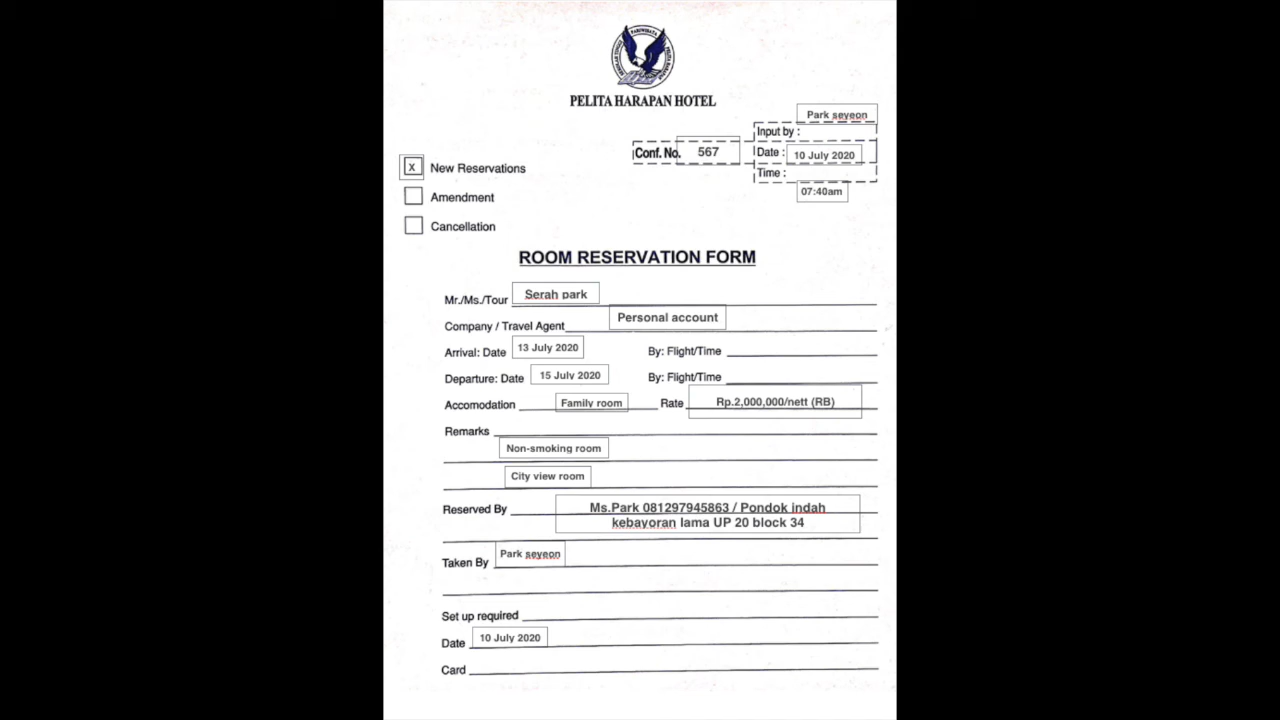 PELITA HARAPAN HOTEL
Park seyeon
Input by :
Conf. No. 567
Date : 10 July 2020
Time :
07:40am
X New Reservations
Amendment
Cancellation
ROOM RESERVATION FORM
Mr./Ms./Tour Serah park
Company / Travel Agent Personal account
Arrival: Date 13 July 2020 By: Flight/Time
Departure: Date 15 July 2020 By: Flight/Time
Accomodation Family room Rate Rp.2,000,000/nett (RB)
Remarks
Non-smoking room
City view room
Reserved By Ms.Park 081297945863 / Pondok indah
kebayoran lama UP 20 block 34
Taken By Park seyeon
Set up required
Date 10 July 2020
Card